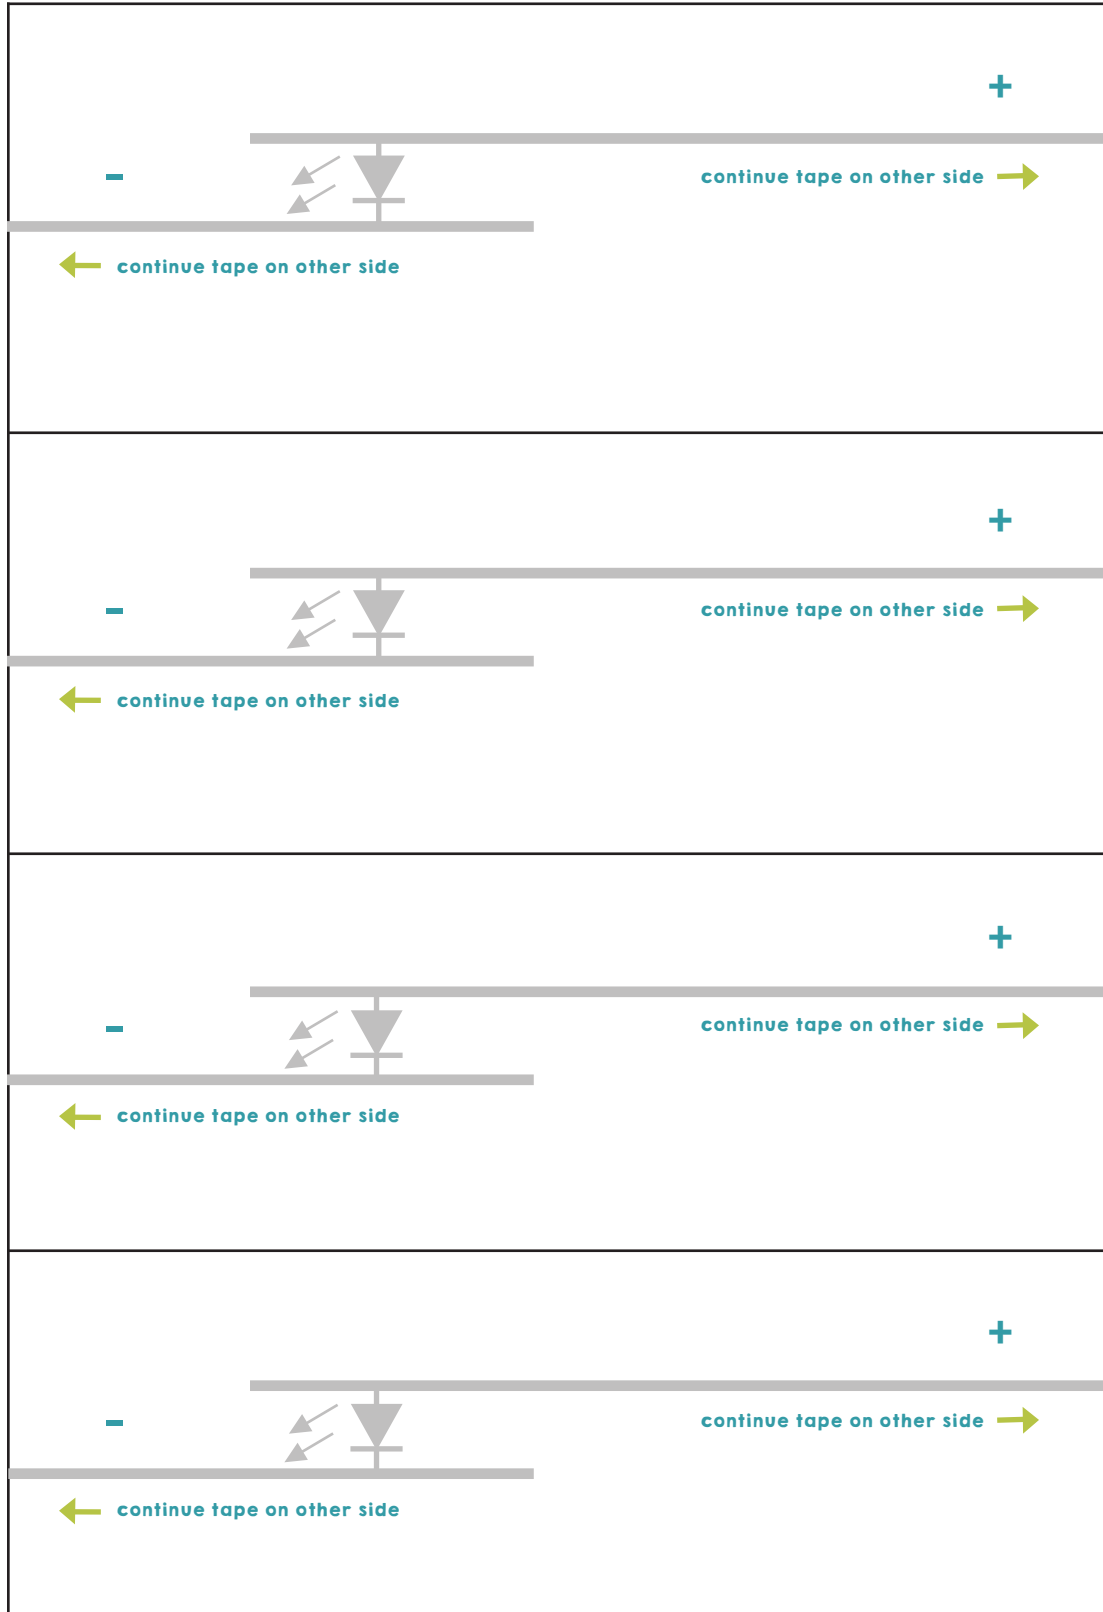 +
-
continue tape on other side
continue tape on other side
+
-
continue tape on other side
continue tape on other side
+
-
continue tape on other side
continue tape on other side
+
-
continue tape on other side
continue tape on other side